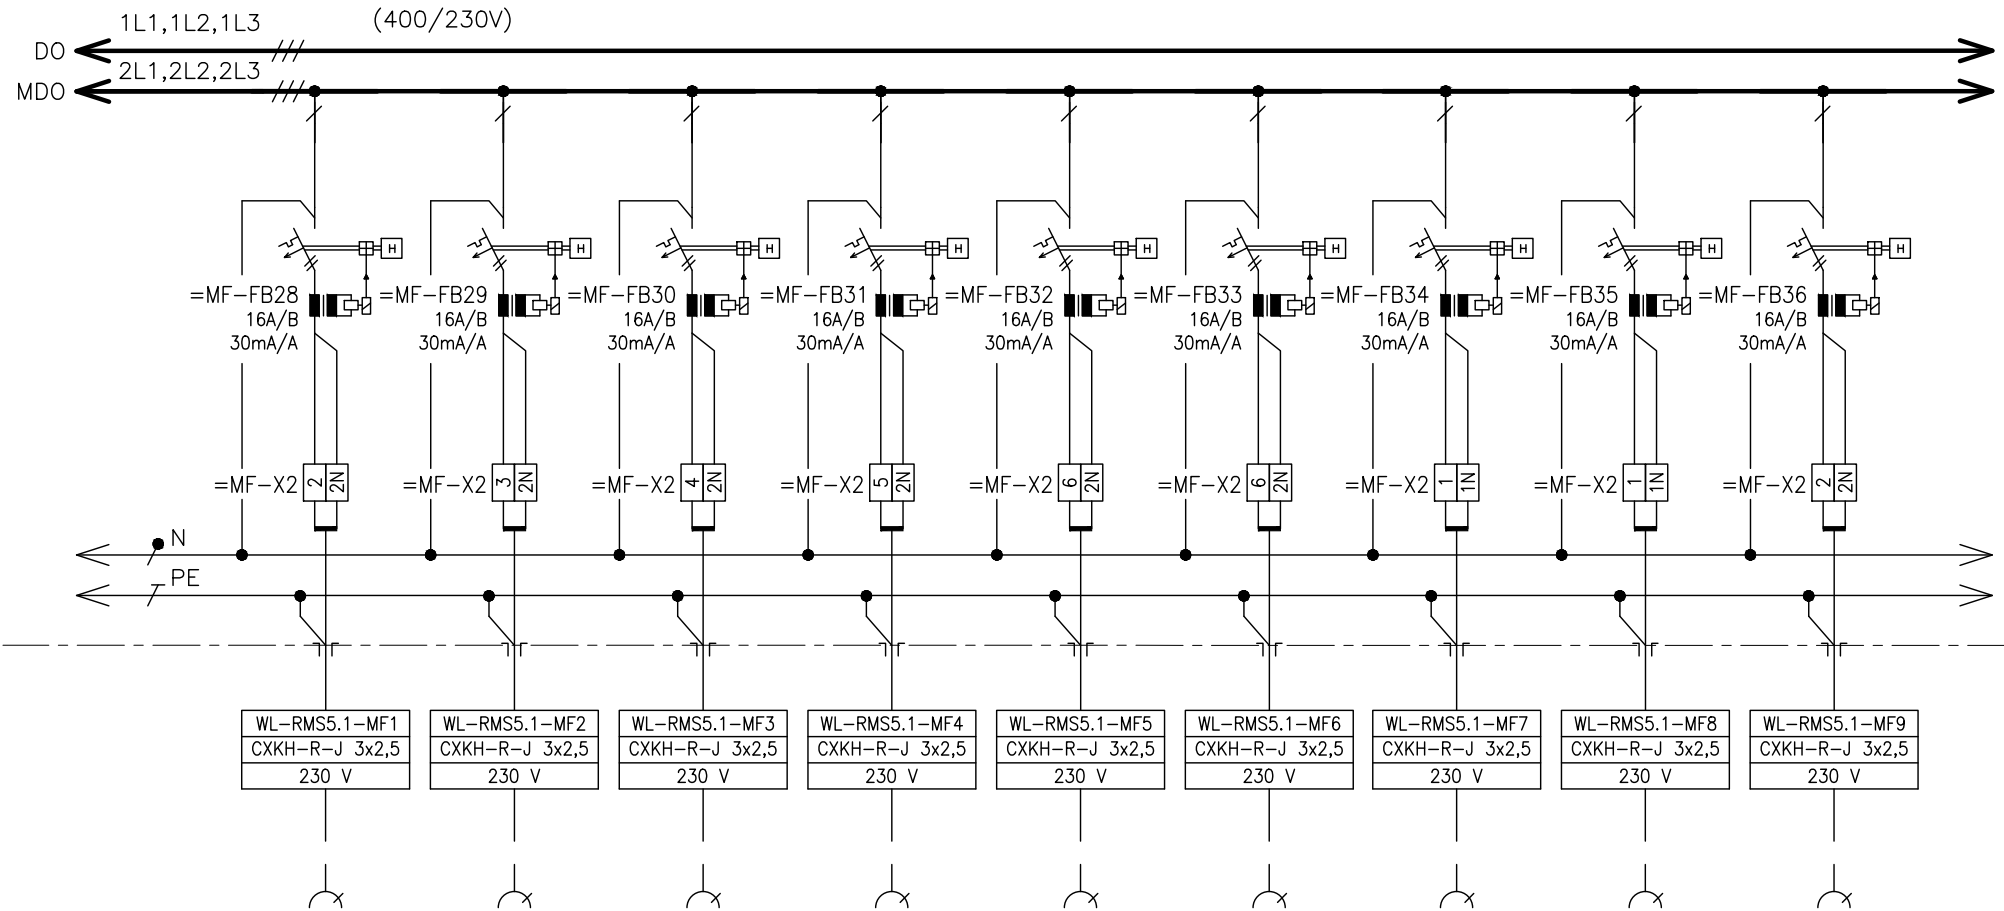 1L1,1L2,1L3 (400/230V)
DO
2L1,2L2,2L3
MDO
H H H H H H H H H
=MF-FB28 =MF-FB29 =MF-FB30 =MF-FB31 =MF-FB32 =MF-FB33 =MF-FB34 =MF-FB35 =MF-FB36
16A/B 16A/B 16A/B 16A/B 16A/B 16A/B 16A/B 16A/B 16A/B
30mA/A 30mA/A 30mA/A 30mA/A 30mA/A 30mA/A 30mA/A 30mA/A 30mA/A
=MF-X2 2 2N =MF-X2 3 2N =MF-X2 4 2N =MF-X2 5 2N =MF-X2 6 2N =MF-X2 6 2N =MF-X2 1 1N =MF-X2 1 1N =MF-X2 2 2N
N
PE
WL-RMS5.1-MF1 WL-RMS5.1-MF2 WL-RMS5.1-MF3 WL-RMS5.1-MF4 WL-RMS5.1-MF5 WL-RMS5.1-MF6 WL-RMS5.1-MF7 WL-RMS5.1-MF8 WL-RMS5.1-MF9
CXKH-R-J 3x2,5 CXKH-R-J 3x2,5 CXKH-R-J 3x2,5 CXKH-R-J 3x2,5 CXKH-R-J 3x2,5 CXKH-R-J 3x2,5 CXKH-R-J 3x2,5 CXKH-R-J 3x2,5 CXKH-R-J 3x2,5
230 V 230 V 230 V 230 V 230 V 230 V 230 V 230 V 230 V